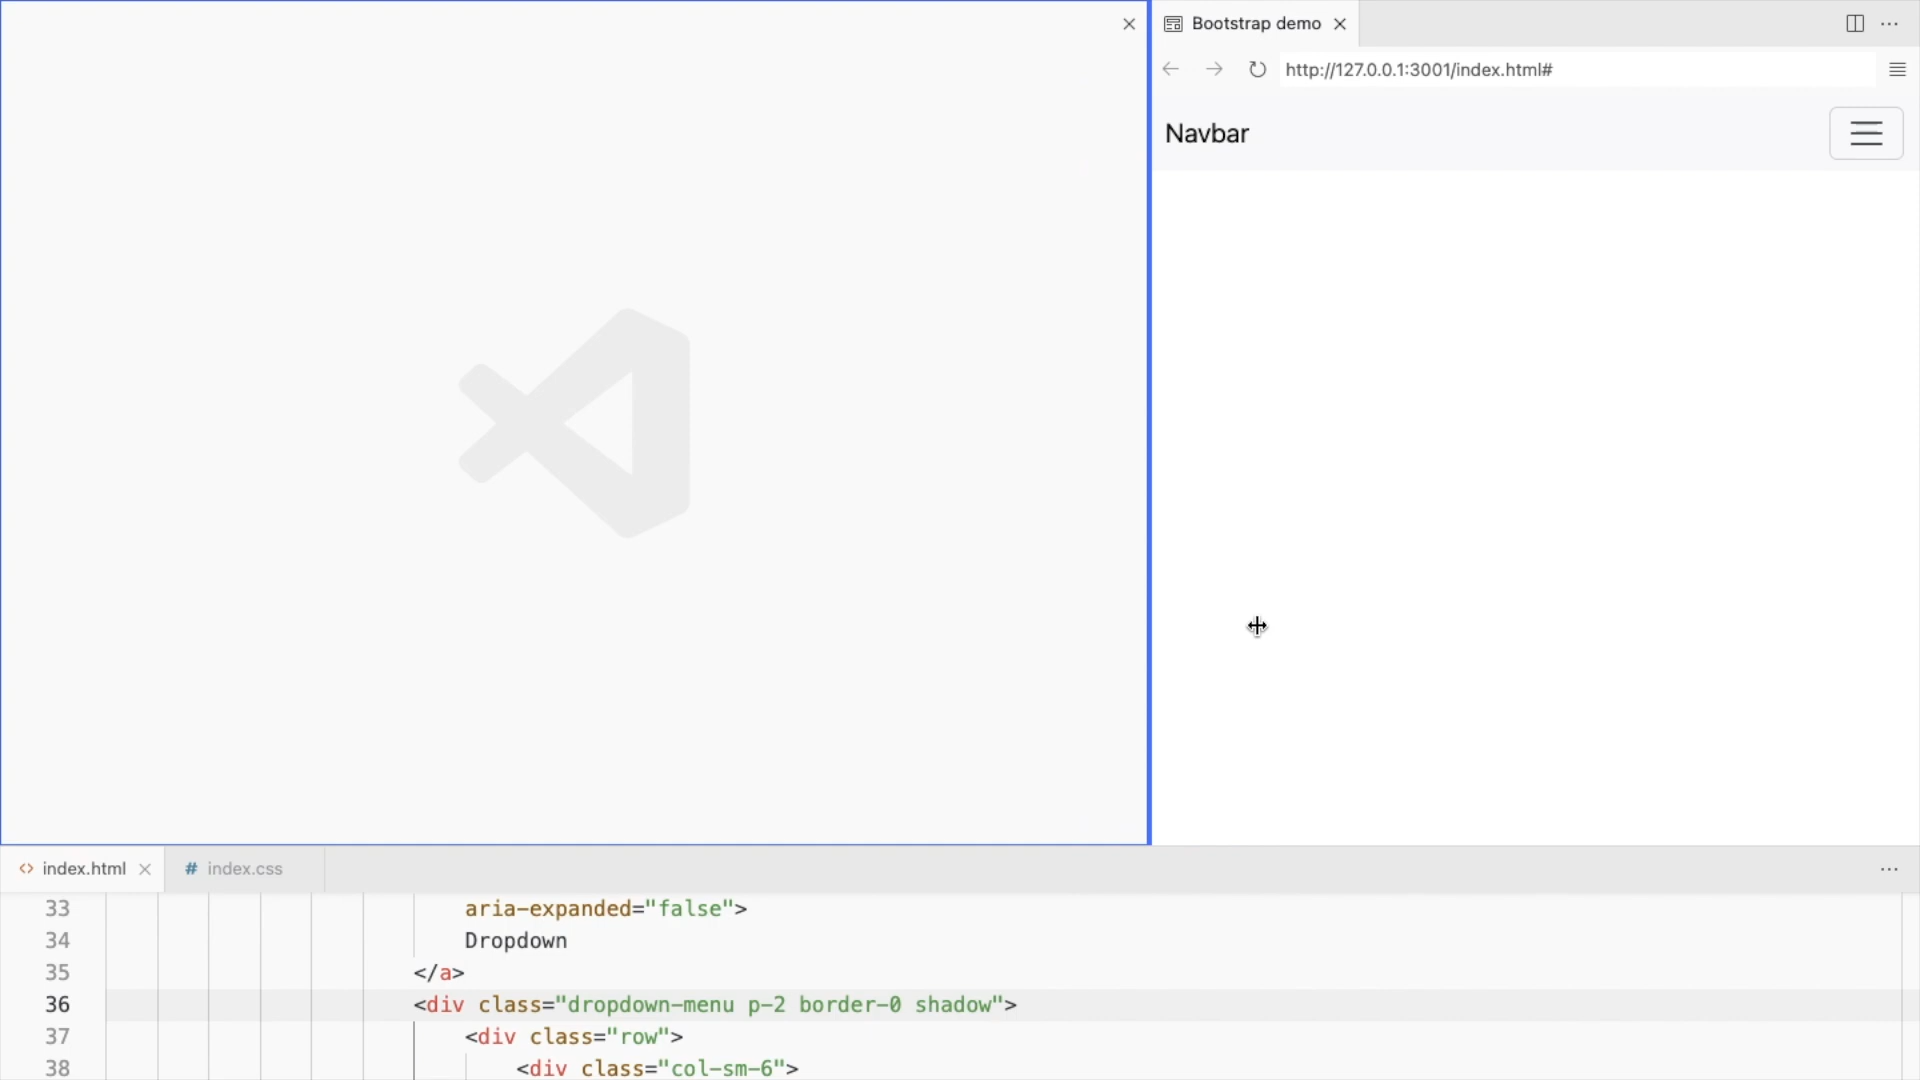 Bootstrap demo
http://127.0.0.1:3001/index.html#
Navbar
index.html
# index.css
33 aria-expanded="false">
34 Dropdown
35 </a>
36 <div class="dropdown-menu p-2 border-0 shadow">
37 <div class="row">
38 <div class="col-sm-6">